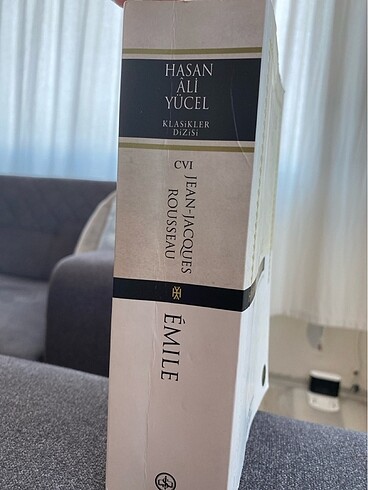 HASAN
ÂLİ
YÜCEL
KLASİKLER
DİZİSİ
CVI
JEAN-JACQUES
ROUSSEAU
ÉMILE